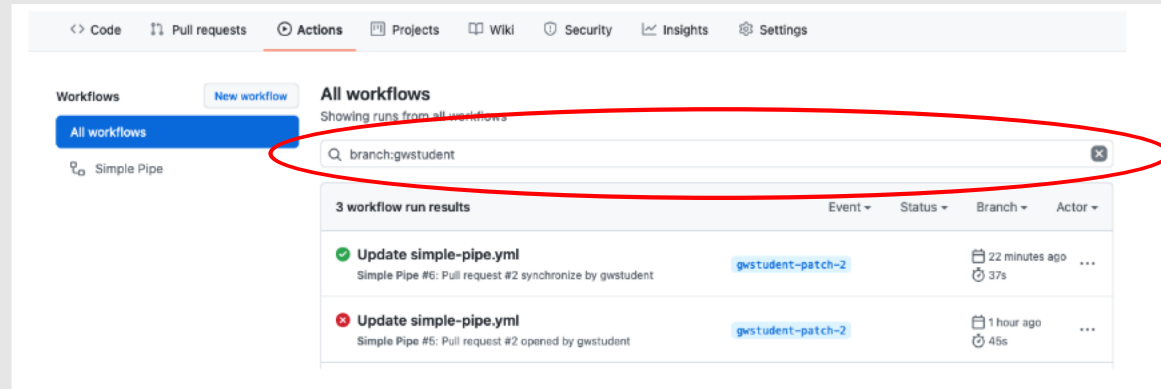 Code Pull requests Actions Projects Wiki Security Insights Settings
Workflows
New workflow
All workflows
Simple Pipe
All workflows
Showing runs from all workflows
branch:gwstudent
3 workflow run results Event Status Branch Actor
Update simple-pipe.yml
Simple Pipe #6: Pull request #2 synchronize by gwstudent
gwstudent-patch-2
22 minutes ago
37s
Update simple-pipe.yml
Simple Pipe #5: Pull request #2 opened by gwstudent
gwstudent-patch-2
1 hour ago
45s